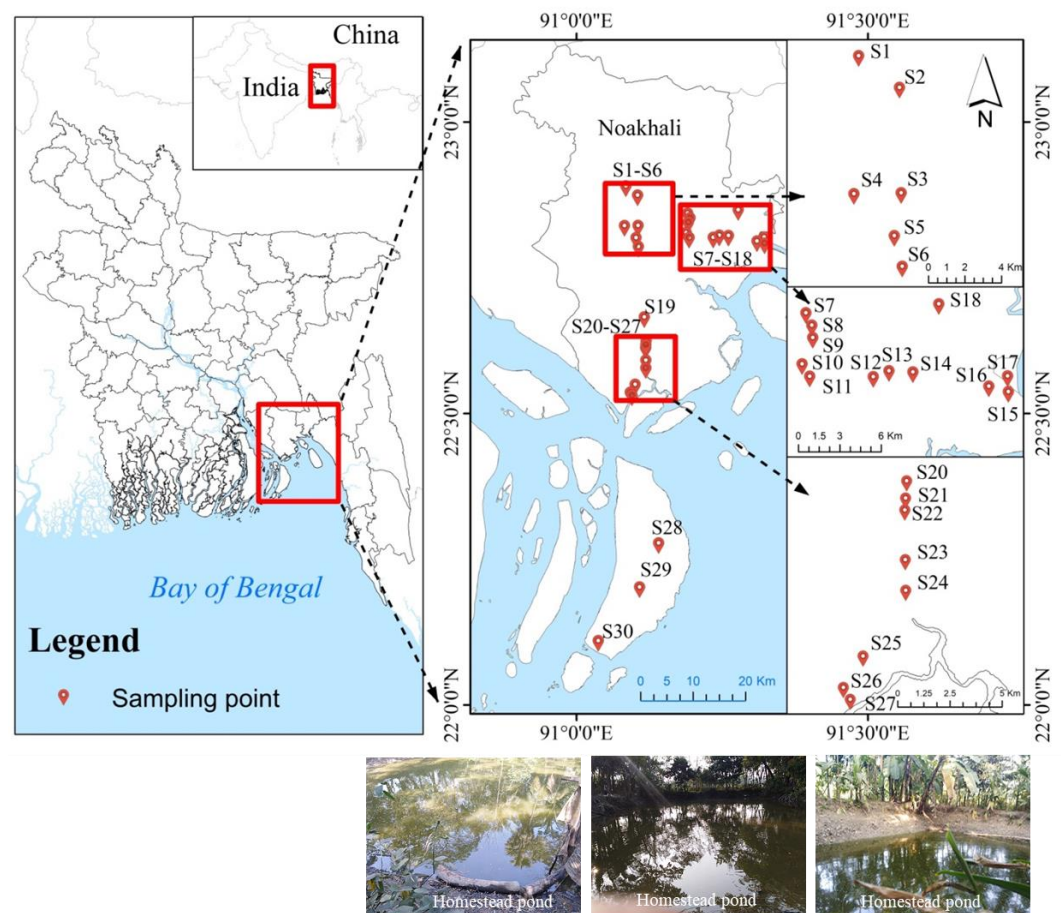 China
India
Bay of Bengal
Legend
Sampling point
91°0'0"E
91°30'0"E
23°0'0"N
22°30'0"N
22°0'0"N
Noakhali
S1-S6
S7-S18
S19
S20-S27
S28
S29
S30
0 5 10 20 Km
91°0'0"E
91°30'0"E
S1
S2
N
S4
S3
S5
S6
0 1 2 4 Km
S7
S18
S8
S9
S10
S12
S13
S14
S17
S11
S16
S15
0 1.5 3 6 Km
S20
S21
S22
S23
S24
S25
S26
S27
0 1.25 2.5 5 Km
23°0'0"N
22°30'0"N
22°0'0"N
Homestead pond
Homestead pond
Homestead pond